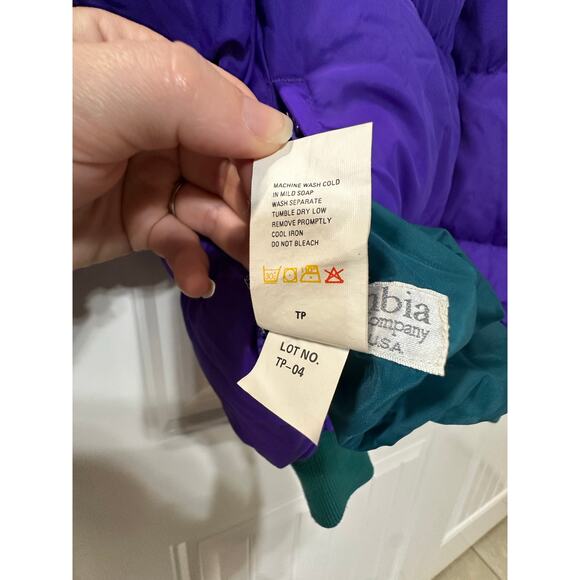 MACHINE WASH COLD
IN MILD SOAP
WASH SEPARATE
TUMBLE DRY LOW
REMOVE PROMPTLY
COOL IRON
DO NOT BLEACH
30°
TP
LOT NO.
TP-04
mbia
Company
U.S.A